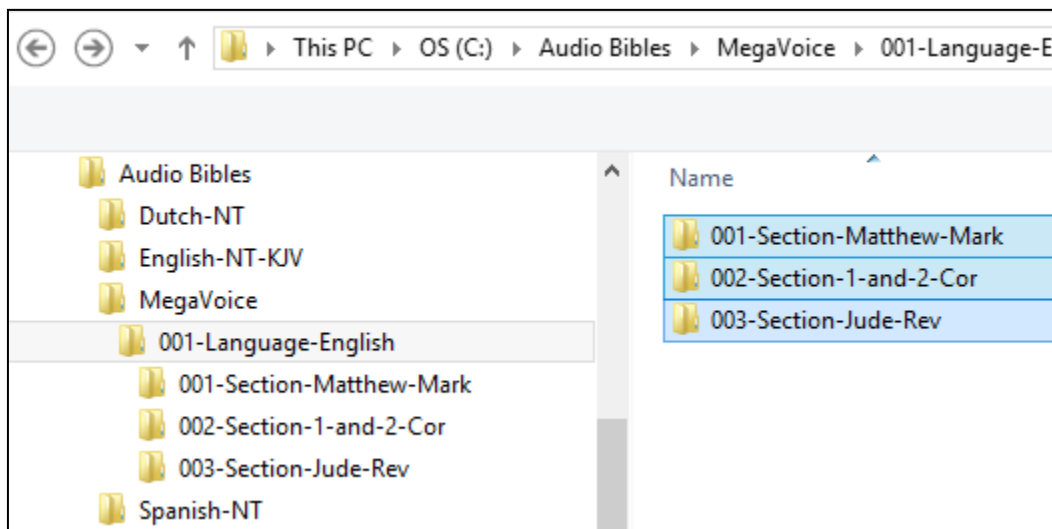 This PC OS (C:) Audio Bibles MegaVoice 001-Language-E
Audio Bibles
Dutch-NT
English-NT-KJV
MegaVoice
001-Language-English
001-Section-Matthew-Mark
002-Section-1-and-2-Cor
003-Section-Jude-Rev
Spanish-NT
Name
001-Section-Matthew-Mark
002-Section-1-and-2-Cor
003-Section-Jude-Rev